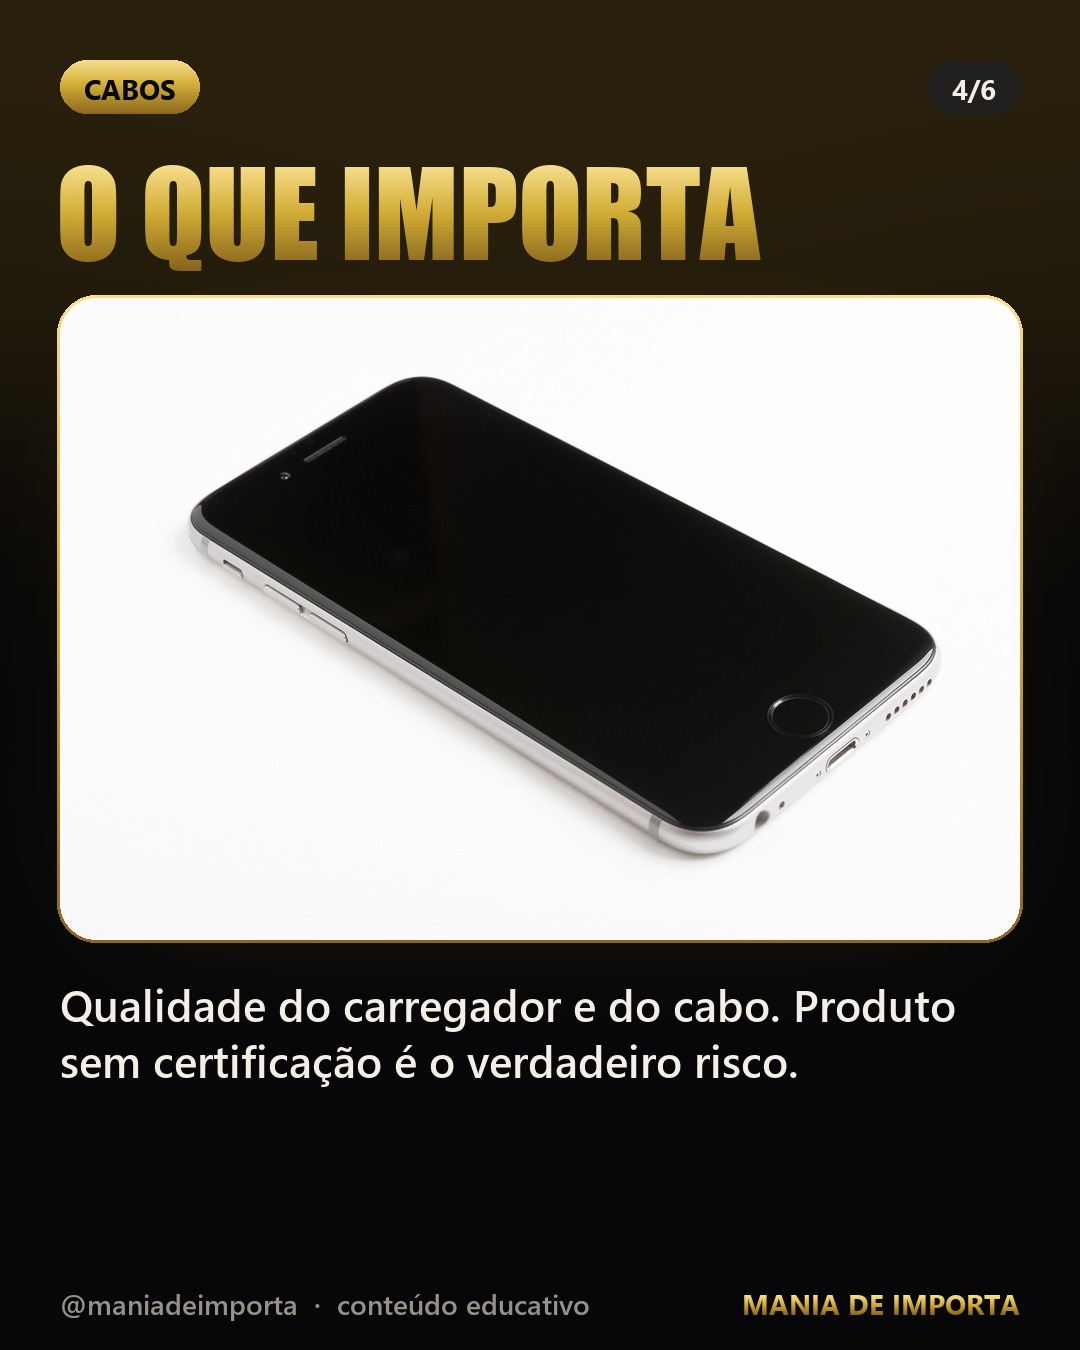 CABOS
4/6
O QUE IMPORTA
Qualidade do carregador e do cabo. Produto
sem certificação é o verdadeiro risco.
@maniadeimporta · conteúdo educativo
MANIA DE IMPORTA